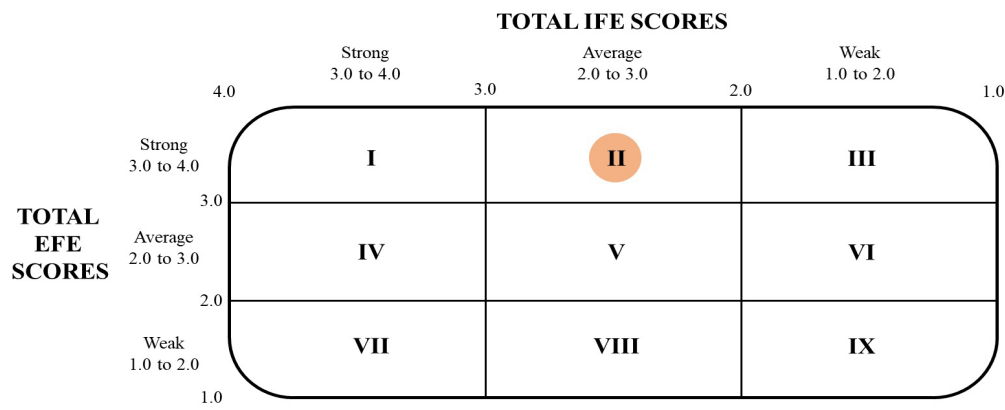 TOTAL IFE SCORES
Strong Average Weak
3.0 to 4.0 2.0 to 3.0 1.0 to 2.0
4.0 3.0 2.0 1.0
Strong
3.0 to 4.0
I II III
3.0
TOTAL
EFE
SCORES
Average
2.0 to 3.0
IV V VI
2.0
Weak
1.0 to 2.0
VII VIII IX
1.0